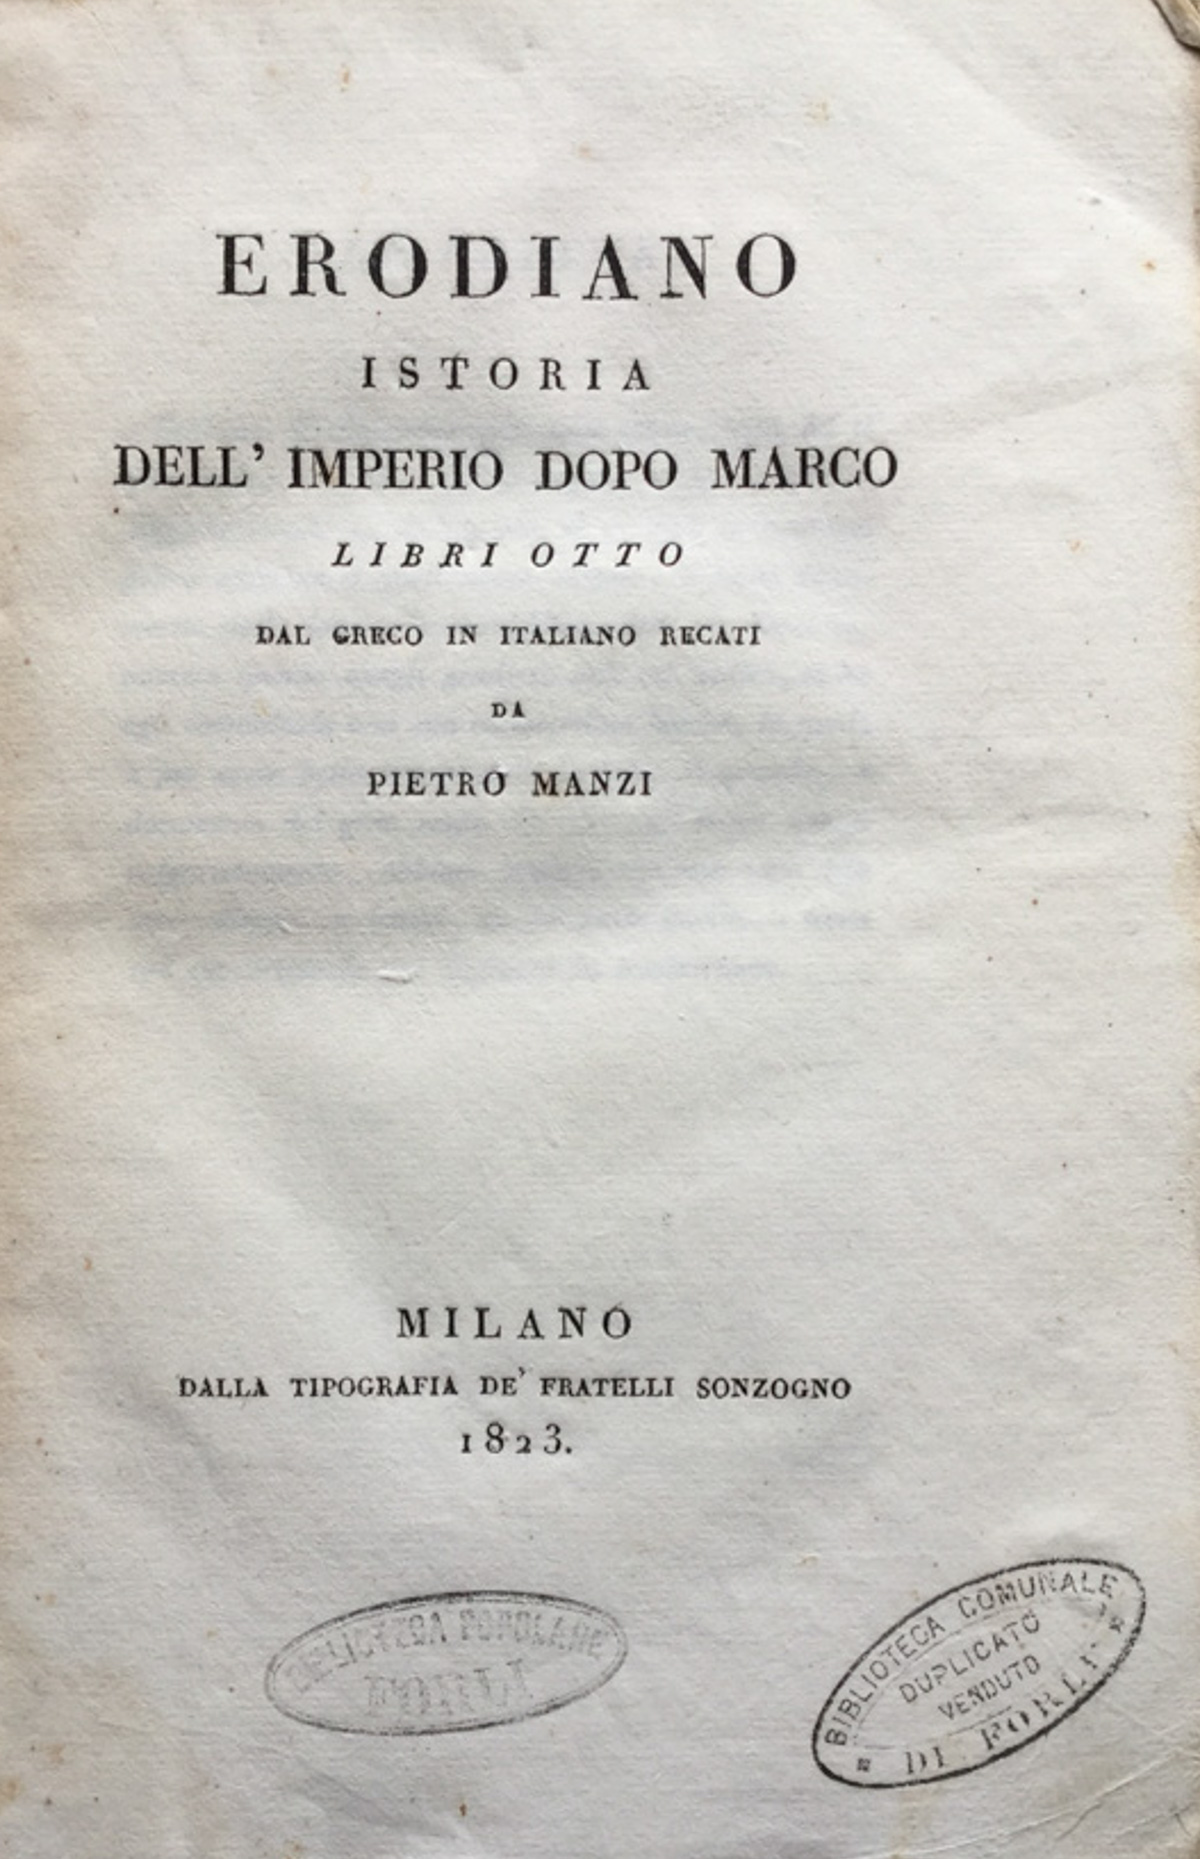 ERODIANO
ISTORIA
DELL' IMPERIO DOPO MARCO
LIBRI OTTO
DAL GRECO IN ITALIANO RECATI
DA
PIETRO MANZI
MILANO
DALLA TIPOGRAFIA DE' FRATELLI SONZOGNO
1823.
BIBLIOTECA POPOLARE
FORLI
BIBLIOTECA COMUNALE
DUPLICATO
VENDUTO
DI FORLI'